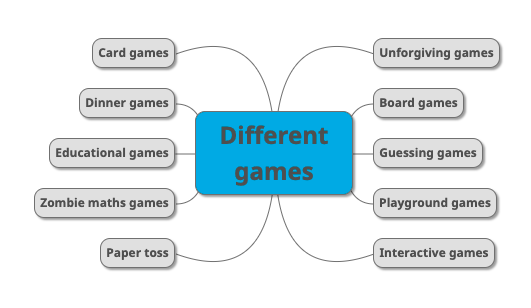 Card games
Dinner games
Educational games
Zombie maths games
Paper toss
Different
games
Unforgiving games
Board games
Guessing games
Playground games
Interactive games